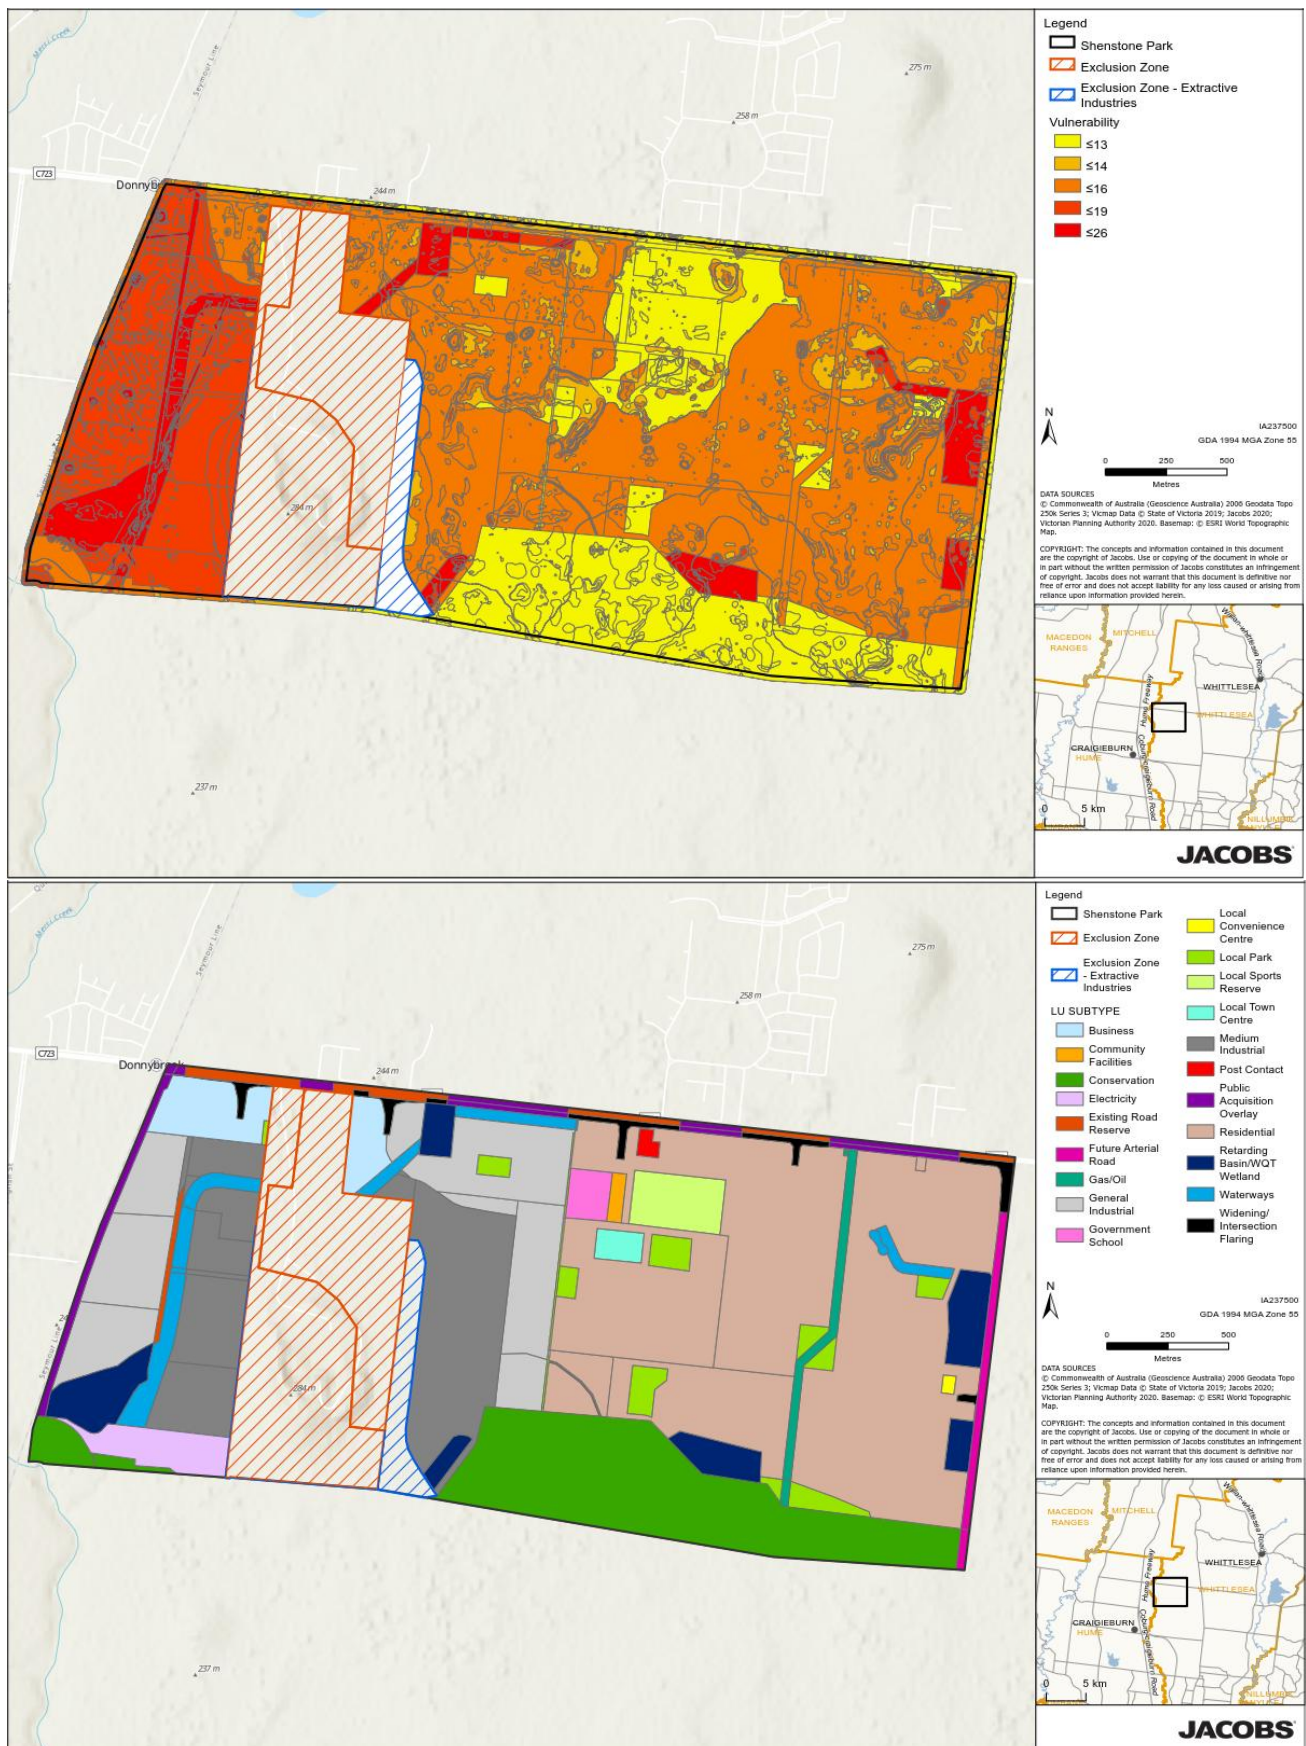 Merri Creek
Seymour Line
275 m
258 m
C723
Donnyb
244 m
284 m
237 m
Legend
Shenstone Park
Exclusion Zone
Exclusion Zone - Extractive
Industries
Vulnerability
≤13
≤14
≤16
≤19
≤26
N
IA237500
GDA 1994 MGA Zone 55
0 250 500
Metres
DATA SOURCES
© Commonwealth of Australia (Geoscience Australia) 2006 Geodata Topo
250k Series 3; Vicmap Data © State of Victoria 2019; Jacobs 2020;
Victorian Planning Authority 2020. Basemap: © ESRI World Topographic
Map.
COPYRIGHT: The concepts and information contained in this document
are the copyright of Jacobs. Use or copying of the document in whole or
in part without the written permission of Jacobs constitutes an infringement
of copyright. Jacobs does not warrant that this document is definitive nor
free of error and does not accept liability for any loss caused or arising from
reliance upon information provided herein.
MACEDON
RANGES
MITCHELL
Hume Freeway
WHITTLESEA
WHITTLESEA
CRAIGIEBURN
HUME
0 5 km
JACOBS
Merri Creek
Seymour Line
275 m
258 m
C723
Donnybrook
244 m
Seymour Line
284 m
237 m
Legend
Shenstone Park
Exclusion Zone
Exclusion Zone
- Extractive
Industries
LU SUBTYPE
Business
Community
Facilities
Conservation
Electricity
Existing Road
Reserve
Future Arterial
Road
Gas/Oil
General
Industrial
Government
School
Local
Convenience
Centre
Local Park
Local Sports
Reserve
Local Town
Centre
Medium
Industrial
Post Contact
Public
Acquisition
Overlay
Residential
Retarding
Basin/WQT
Wetland
Waterways
Widening/
Intersection
Flaring
N
IA237500
GDA 1994 MGA Zone 55
0 250 500
Metres
DATA SOURCES
© Commonwealth of Australia (Geoscience Australia) 2006 Geodata Topo
250k Series 3; Vicmap Data © State of Victoria 2019; Jacobs 2020;
Victorian Planning Authority 2020. Basemap: © ESRI World Topographic
Map.
COPYRIGHT: The concepts and information contained in this document
are the copyright of Jacobs. Use or copying of the document in whole or
in part without the written permission of Jacobs constitutes an infringement
of copyright. Jacobs does not warrant that this document is definitive nor
free of error and does not accept liability for any loss caused or arising from
reliance upon information provided herein.
MACEDON
RANGES
MITCHELL
Hume Freeway
WHITTLESEA
WHITTLESEA
CRAIGIEBURN
HUME
0 5 km
JACOBS